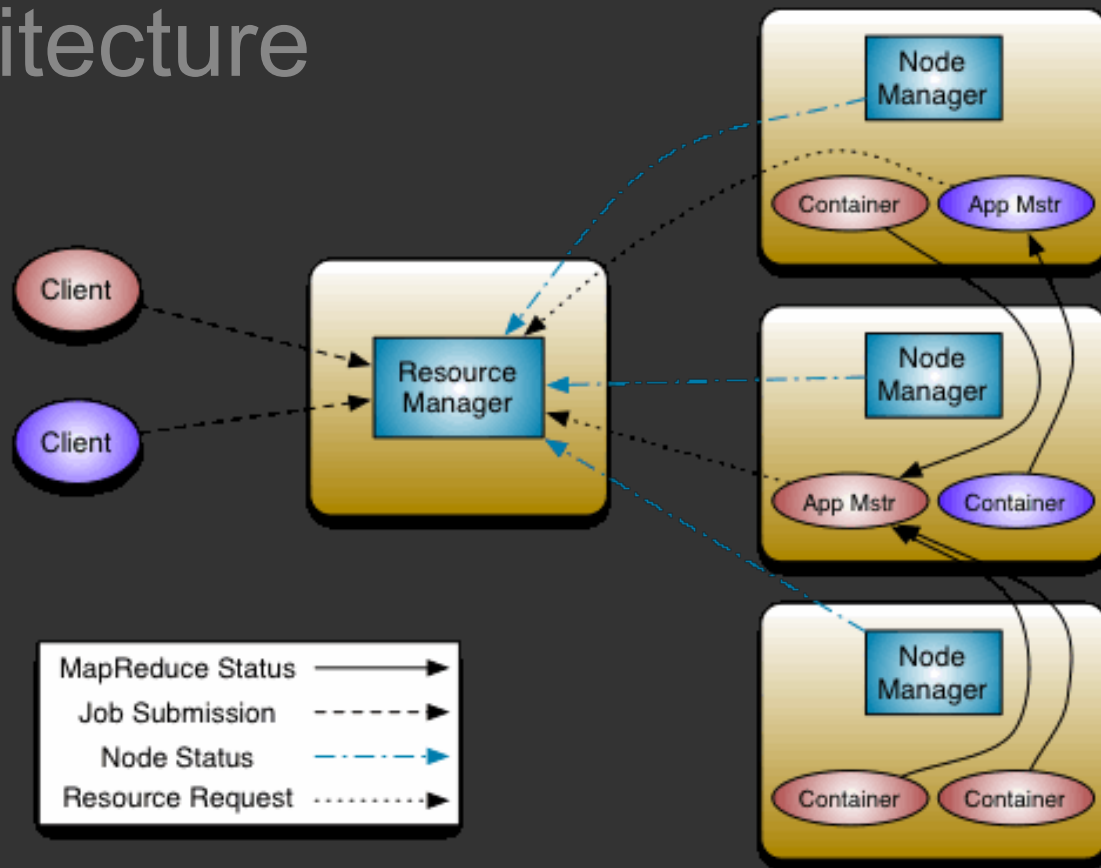 itecture
Node
Manager
Container
App Mstr
Client
Resource
Manager
Client
Node
Manager
App Mstr
Container
MapReduce Status
Job Submission
Node Status
Resource Request
Node
Manager
Container
Container